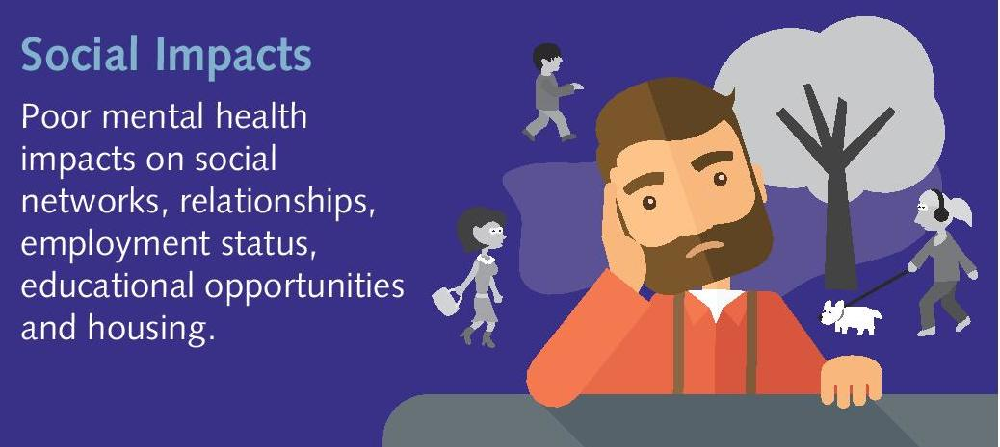 Social Impacts
Poor mental health
impacts on social
networks, relationships,
employment status,
educational opportunities
and housing.